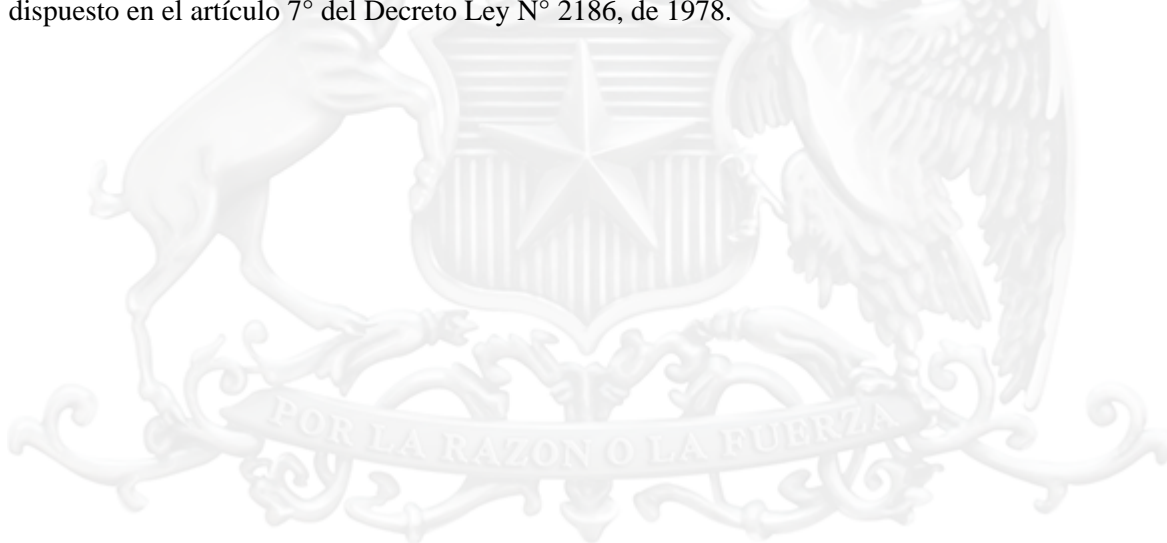 dispuesto en el artículo 7° del Decreto Ley N° 2186, de 1978.
POR LA RAZON O LA FUERZA